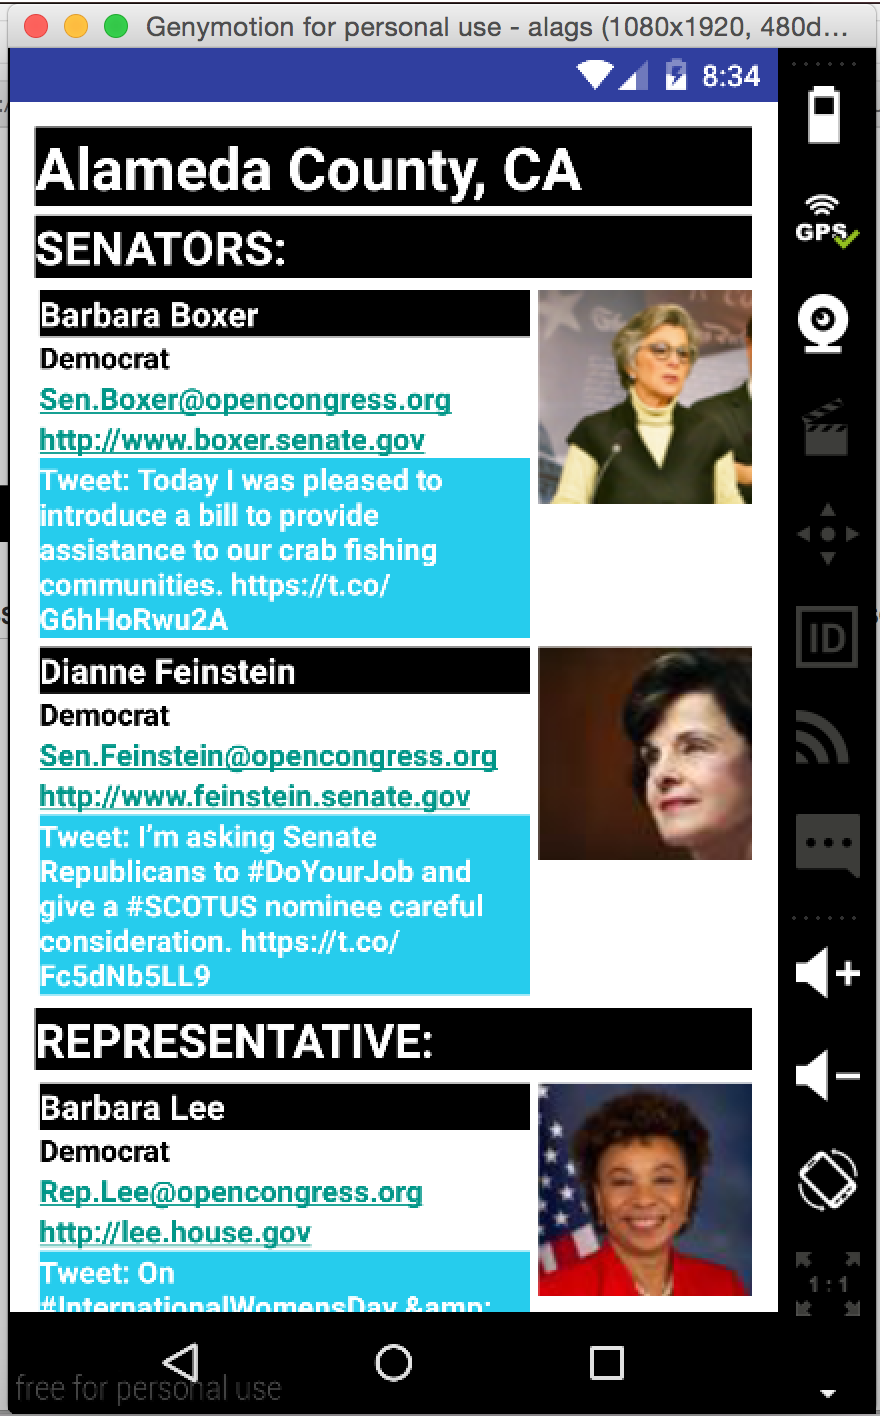 Genymotion for personal use - alags (1080x1920, 480d...
8:34
Alameda County, CA
SENATORS:
Barbara Boxer
Democrat
Sen.Boxer@opencongress.org
http://www.boxer.senate.gov
Tweet: Today I was pleased to
introduce a bill to provide
assistance to our crab fishing
communities. https://t.co/
G6hHoRwu2A
Dianne Feinstein
Democrat
Sen.Feinstein@opencongress.org
http://www.feinstein.senate.gov
Tweet: I’m asking Senate
Republicans to #DoYourJob and
give a #SCOTUS nominee careful
consideration. https://t.co/
Fc5dNb5LL9
REPRESENTATIVE:
Barbara Lee
Democrat
Rep.Lee@opencongress.org
http://lee.house.gov
Tweet: On
#InternationalWomensDay &amp;
free for personal use
GPS
ID
1:1